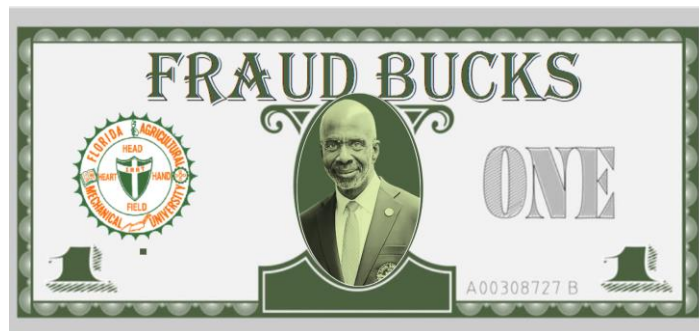 FRAUD BUCKS
FLORIDA AGRICULTURAL
MECHANICAL UNIVERSITY
HEAD
1887
HEART HAND
FIELD
ONE
1 1
A00308727 B